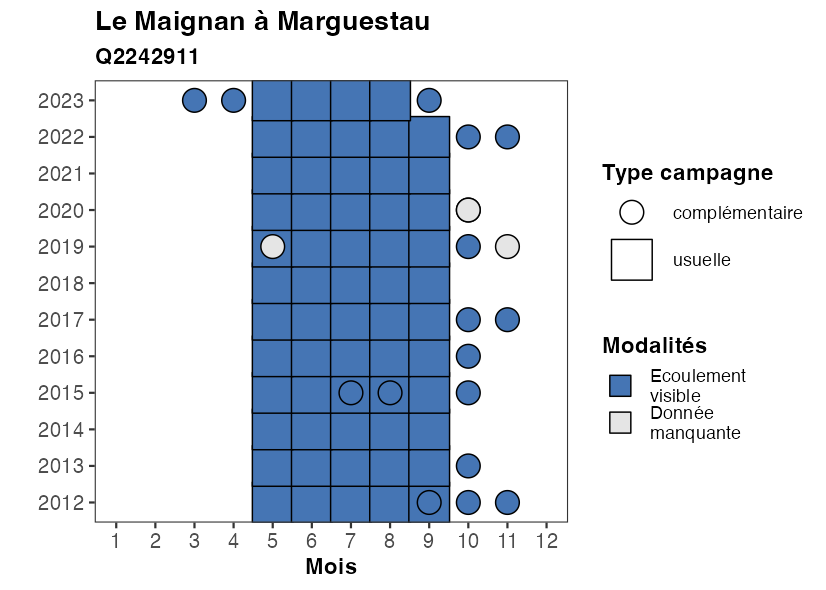 Le Maignan à Marguestau
Q2242911
2023
2022
2021
2020
2019
2018
2017
2016
2015
2014
2013
2012
1 2 3 4 5 6 7 8 9 10 11 12
Mois
Type campagne
complémentaire
usuelle
Modalités
Ecoulement
visible
Donnée
manquante